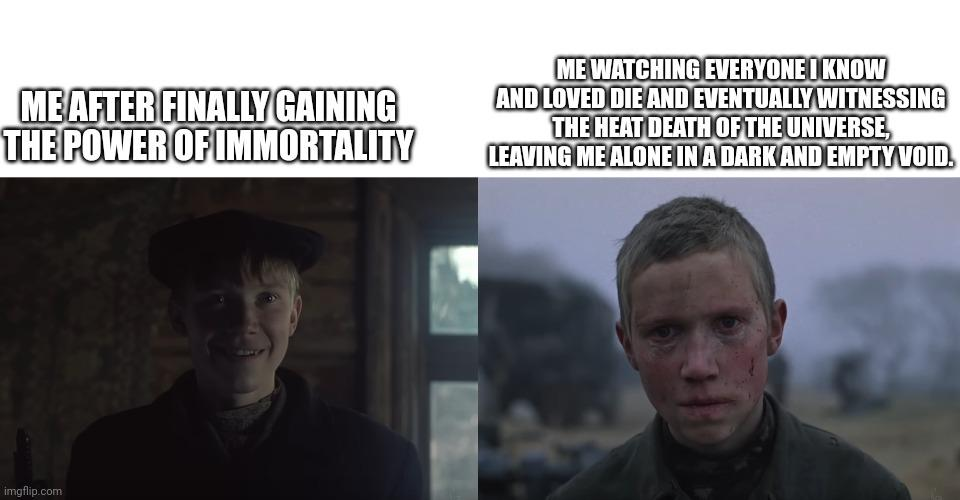 ME AFTER FINALLY GAINING
THE POWER OF IMMORTALITY
ME WATCHING EVERYONE I KNOW
AND LOVED DIE AND EVENTUALLY WITNESSING
THE HEAT DEATH OF THE UNIVERSE,
LEAVING ME ALONE IN A DARK AND EMPTY VOID.
imgflip.com